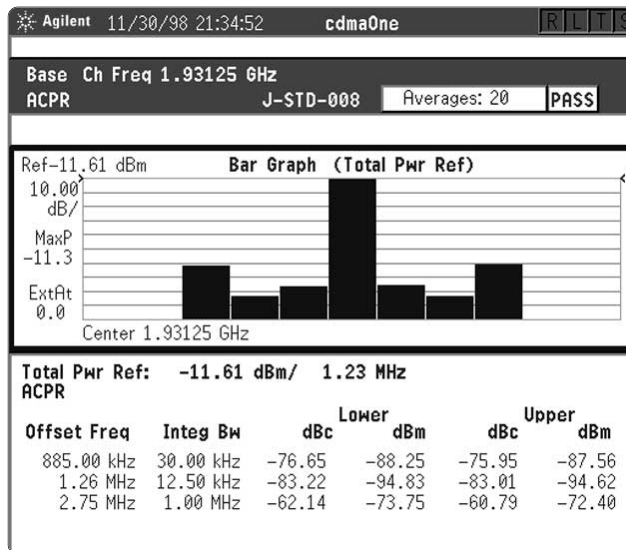 Agilent 11/30/98 21:34:52 cdmaOne R L T S
Base Ch Freq 1.93125 GHz
ACPR J-STD-008 Averages: 20 PASS
Ref-11.61 dBm Bar Graph (Total Pwr Ref)
10.00
dB/
MaxP
-11.3
ExtAt
0.0
Center 1.93125 GHz
Total Pwr Ref: -11.61 dBm/ 1.23 MHz
ACPR
Lower Upper
Offset Freq Integ Bw dBc dBm dBc dBm
885.00 kHz 30.00 kHz -76.65 -88.25 -75.95 -87.56
1.26 MHz 12.50 kHz -83.22 -94.83 -83.01 -94.62
2.75 MHz 1.00 MHz -62.14 -73.75 -60.79 -72.40